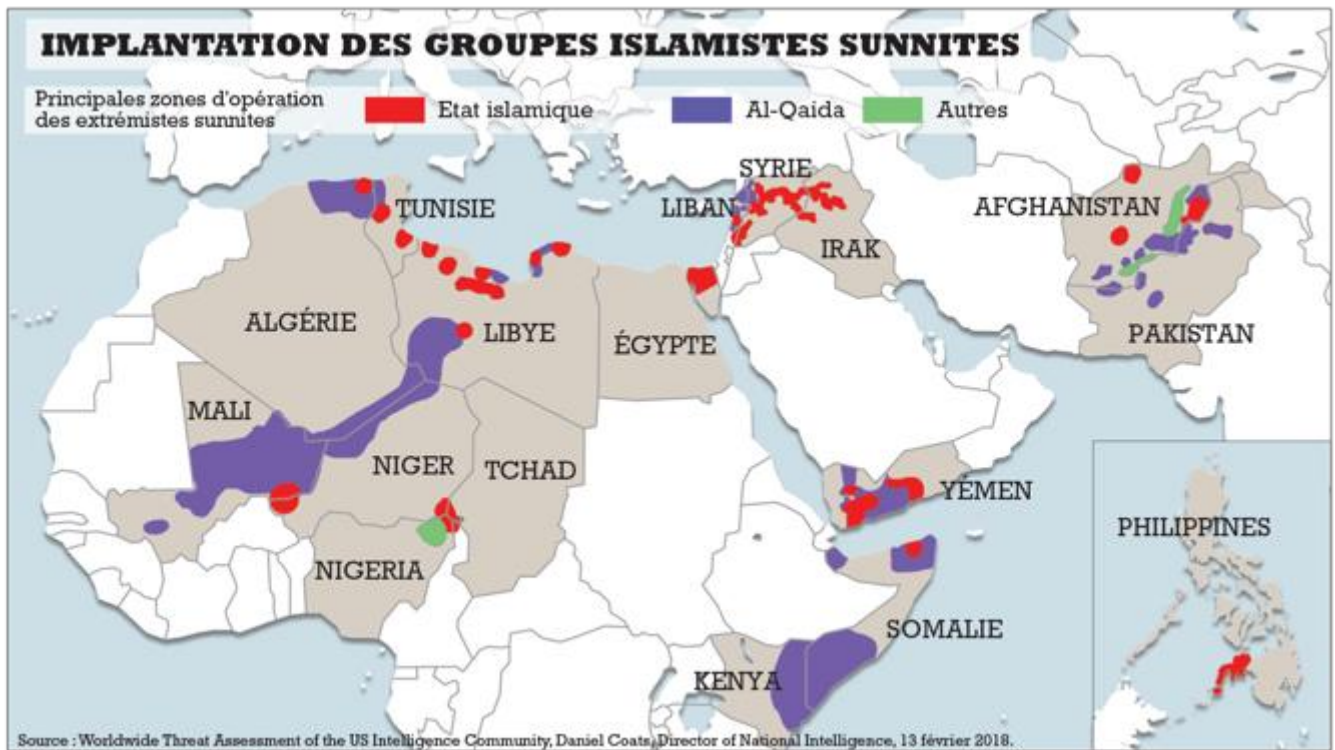 IMPLANTATION DES GROUPES ISLAMISTES SUNNITES
Principales zones d'opération
des extrémistes sunnites
Etat islamique
Al-Qaida
Autres
SYRIE
LIBAN
TUNISIE
AFGHANISTAN
IRAK
ALGÉRIE
LIBYE
ÉGYPTE
PAKISTAN
MALI
NIGER
TCHAD
YÉMEN
PHILIPPINES
NIGERIA
SOMALIE
KENYA
Source : Worldwide Threat Assessment of the US Intelligence Community, Daniel Coats, Director of National Intelligence, 13 février 2018.